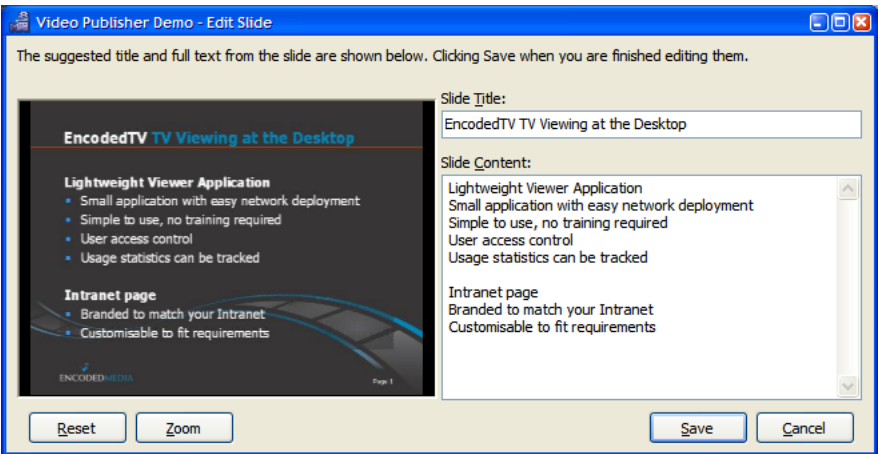 Video Publisher Demo - Edit Slide
The suggested title and full text from the slide are shown below. Clicking Save when you are finished editing them.
EncodedTV TV Viewing at the Desktop
Lightweight Viewer Application
Small application with easy network deployment
Simple to use, no training required
User access control
Usage statistics can be tracked
Intranet page
Branded to match your Intranet
Customisable to fit requirements
ENCODEDMEDIA
Page 1
Slide Title:
EncodedTV TV Viewing at the Desktop
Slide Content:
Lightweight Viewer Application
Small application with easy network deployment
Simple to use, no training required
User access control
Usage statistics can be tracked
Intranet page
Branded to match your Intranet
Customisable to fit requirements
Reset
Zoom
Save
Cancel